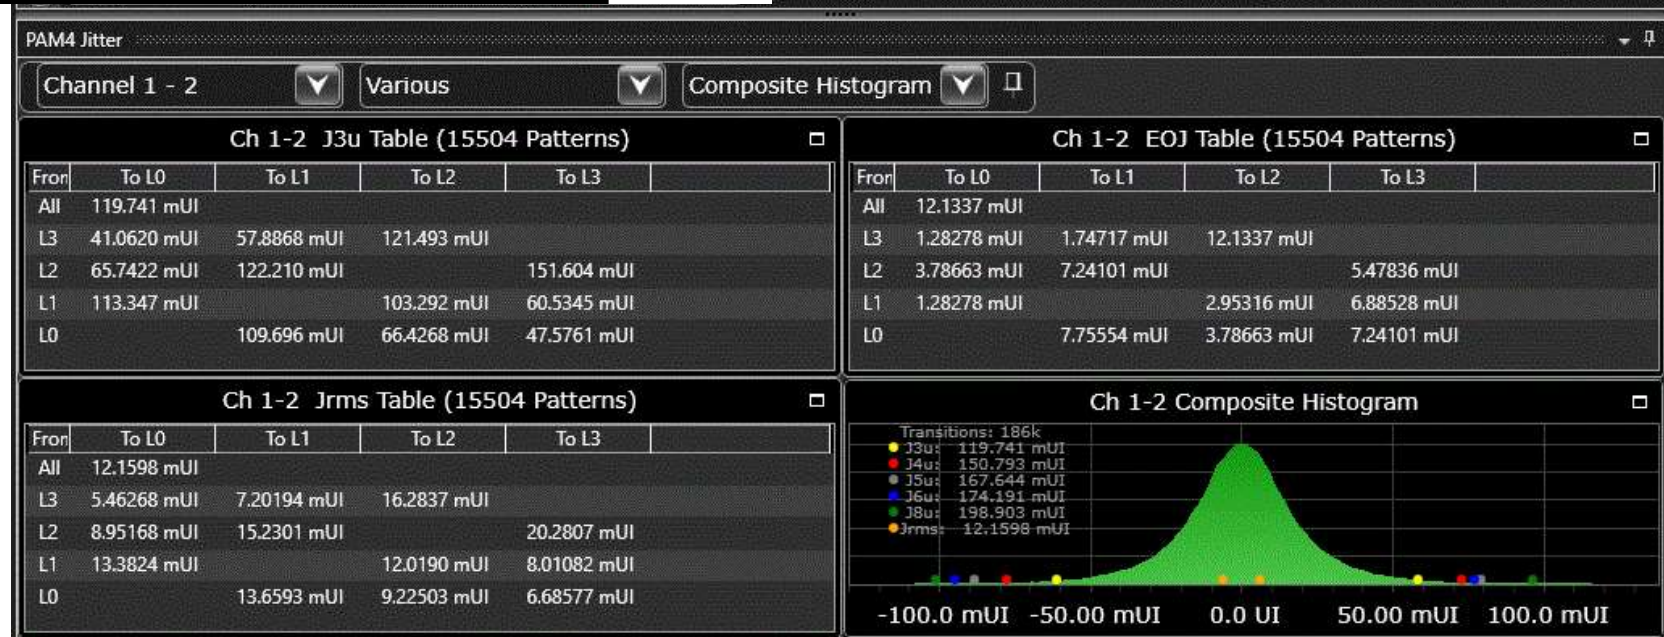 PAM4 Jitter
Channel 1 - 2 Various Composite Histogram
Ch 1-2 J3u Table (15504 Patterns)
Fron To L0 To L1 To L2 To L3
All 119.741 mUI
L3 41.0620 mUI 57.8868 mUI 121.493 mUI
L2 65.7422 mUI 122.210 mUI 151.604 mUI
L1 113.347 mUI 103.292 mUI 60.5345 mUI
L0 109.696 mUI 66.4268 mUI 47.5761 mUI
Ch 1-2 EOJ Table (15504 Patterns)
Fron To L0 To L1 To L2 To L3
All 12.1337 mUI
L3 1.28278 mUI 1.74717 mUI 12.1337 mUI
L2 3.78663 mUI 7.24101 mUI 5.47836 mUI
L1 1.28278 mUI 2.95316 mUI 6.88528 mUI
L0 7.75554 mUI 3.78663 mUI 7.24101 mUI
Ch 1-2 Jrms Table (15504 Patterns)
Fron To L0 To L1 To L2 To L3
All 12.1598 mUI
L3 5.46268 mUI 7.20194 mUI 16.2837 mUI
L2 8.95168 mUI 15.2301 mUI 20.2807 mUI
L1 13.3824 mUI 12.0190 mUI 8.01082 mUI
L0 13.6593 mUI 9.22503 mUI 6.68577 mUI
Ch 1-2 Composite Histogram
Transitions: 186k
J3u: 119.741 mUI
J4u: 150.793 mUI
J5u: 167.644 mUI
J6u: 174.191 mUI
J8u: 198.903 mUI
Jrms: 12.1598 mUI
-100.0 mUI -50.00 mUI 0.0 UI 50.00 mUI 100.0 mUI